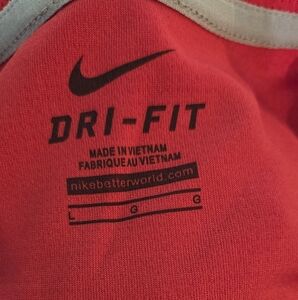 DRI-FIT
MADE IN VIETNAM
FABRIQUE AU VIETNAM
nikebetterworld.com
L G G